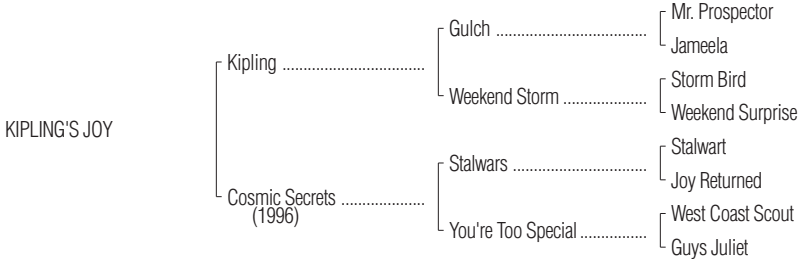 Mr. Prospector
Gulch ..................................
Jameela
Kipling ................................
Storm Bird
Weekend Storm ...................
Weekend Surprise
KIPLING'S JOY
Stalwart
Stalwars ..............................
Joy Returned
Cosmic Secrets ...................
(1996)
West Coast Scout
You're Too Special ...............
Guys Juliet